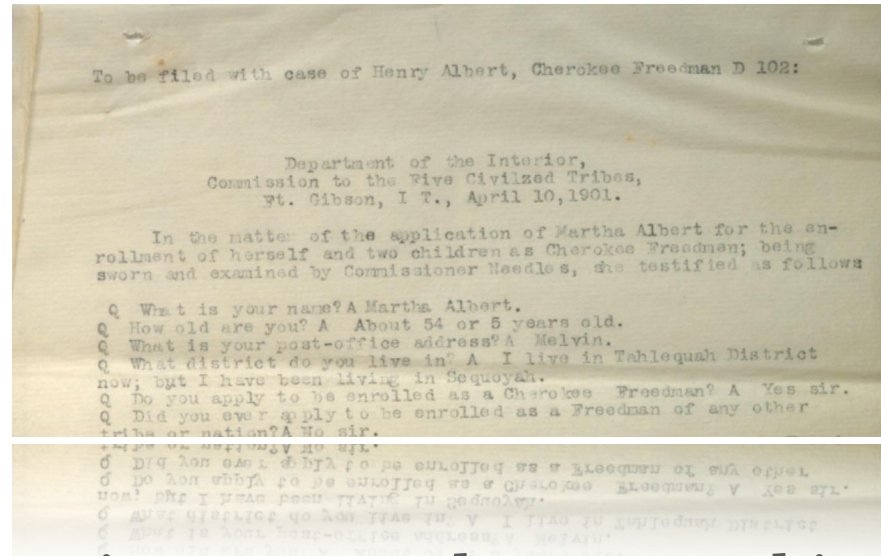 To be filed with case of Henry Albert, Cherokee Freedman D 102:
Department of the Interior,
Commission to the Five Civilzed Tribes,
Ft. Gibson, I T., April 10,1901.
In the matter of the application of Martha Albert for the en-
rollment of herself and two children as Cherokee Freedmen; being
sworn and examined by Commissioner Needles, she testified as follows
Q What is your name? A Martha Albert.
Q How old are you? A About 54 or 5 years old.
Q What is your post-office address? A Melvin.
Q What district do you live in? A I live in Tahlequah District
now; but I have been living in Sequoyah.
Q Do you apply to be enrolled as a Cherokee Freedman? A Yes sir.
Q Did you ever apply to be enrolled as a Freedman of any other
tribe or nation? A No sir.